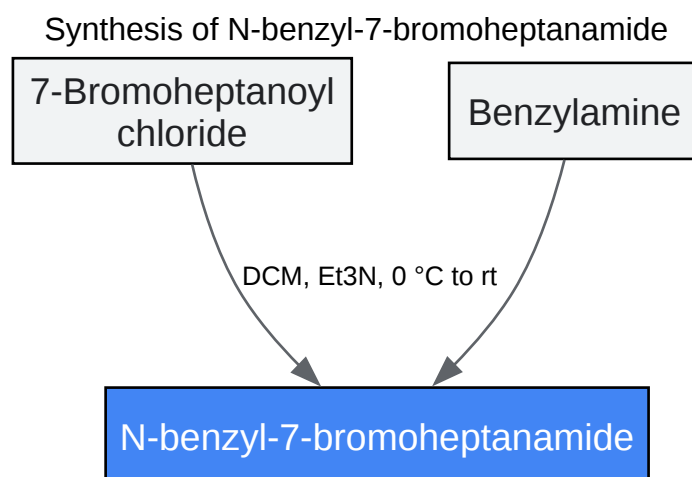 Synthesis of N-benzyl-7-bromoheptanamide
7-Bromoheptanoyl
chloride
Benzylamine
DCM, Et3N, 0 °C to rt
N-benzyl-7-bromoheptanamide